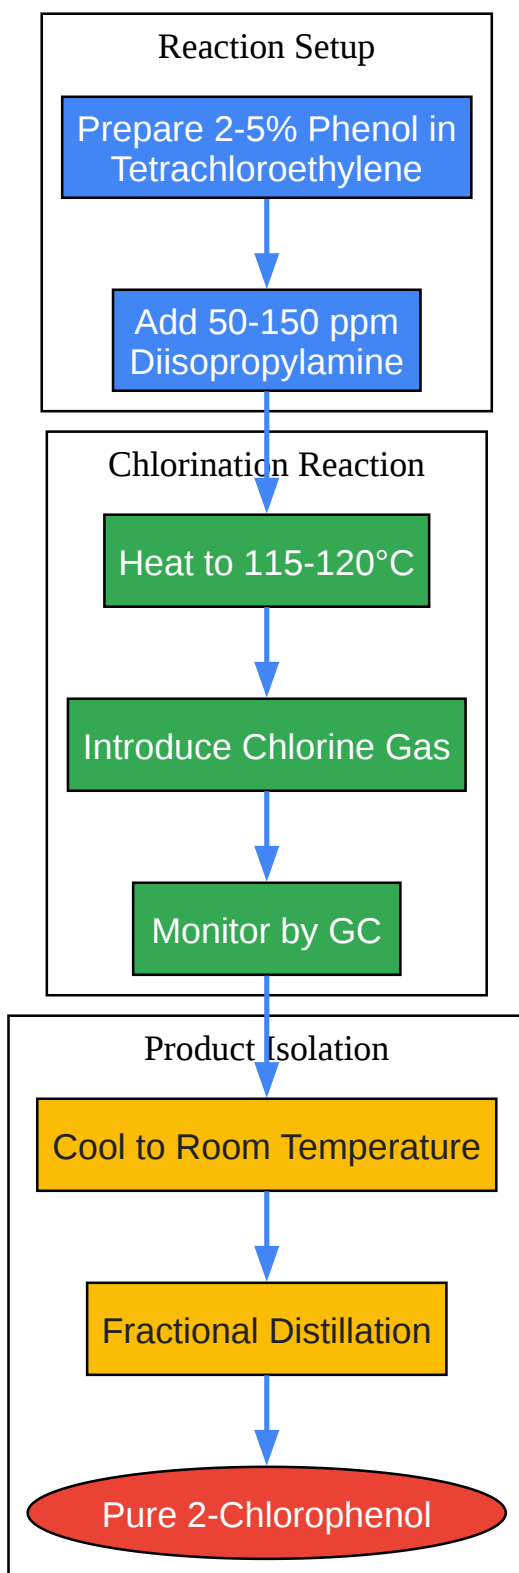 Reaction Setup
Prepare 2-5% Phenol in
Tetrachloroethylene
Add 50-150 ppm
Diisopropylamine
Chlorination Reaction
Heat to 115-120°C
Introduce Chlorine Gas
Monitor by GC
Product Isolation
Cool to Room Temperature
Fractional Distillation
Pure 2-Chlorophenol